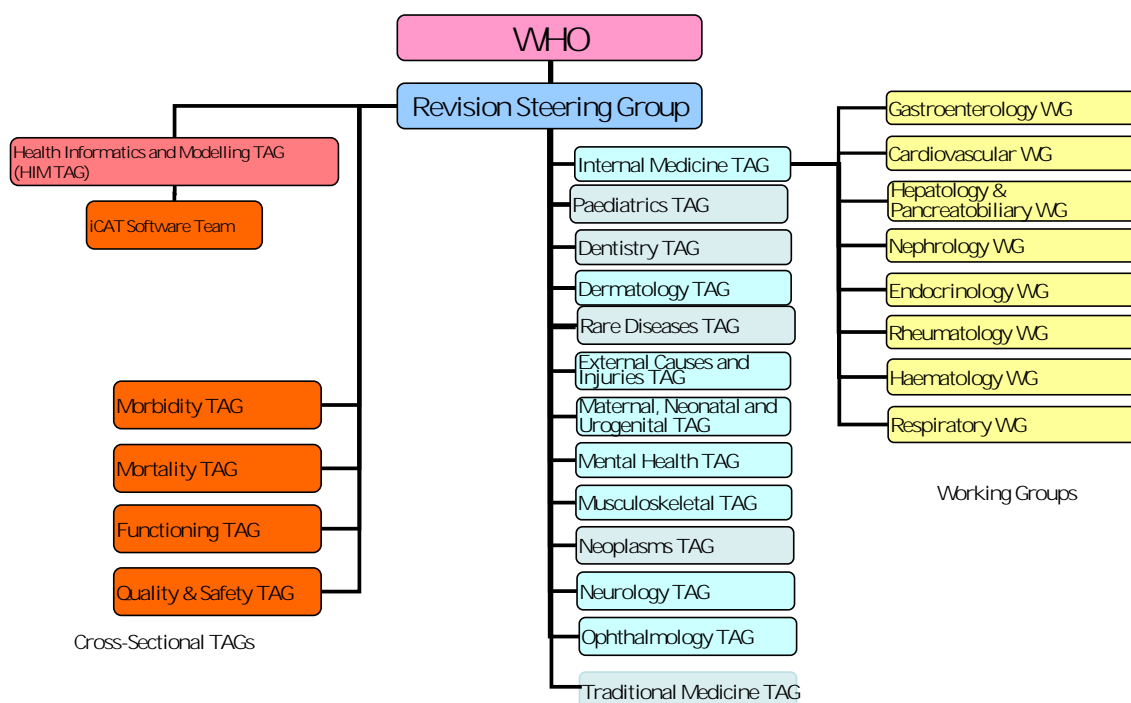 WHO
Revision Steering Group
Health Informatics and Modelling TAG
(HIM TAG)
iCAT Software Team
Morbidity TAG
Mortality TAG
Functioning TAG
Quality & Safety TAG
Cross-Sectional TAGs
Internal Medicine TAG
Paediatrics TAG
Dentistry TAG
Dermatology TAG
Rare Diseases TAG
External Causes and
Injuries TAG
Maternal, Neonatal and
Urogenital TAG
Mental Health TAG
Musculoskeletal TAG
Neoplasms TAG
Neurology TAG
Ophthalmology TAG
Traditional Medicine TAG
Gastroenterology WG
Cardiovascular WG
Hepatology &
Pancreatobiliary WG
Nephrology WG
Endocrinology WG
Rheumatology WG
Haematology WG
Respiratory WG
Working Groups